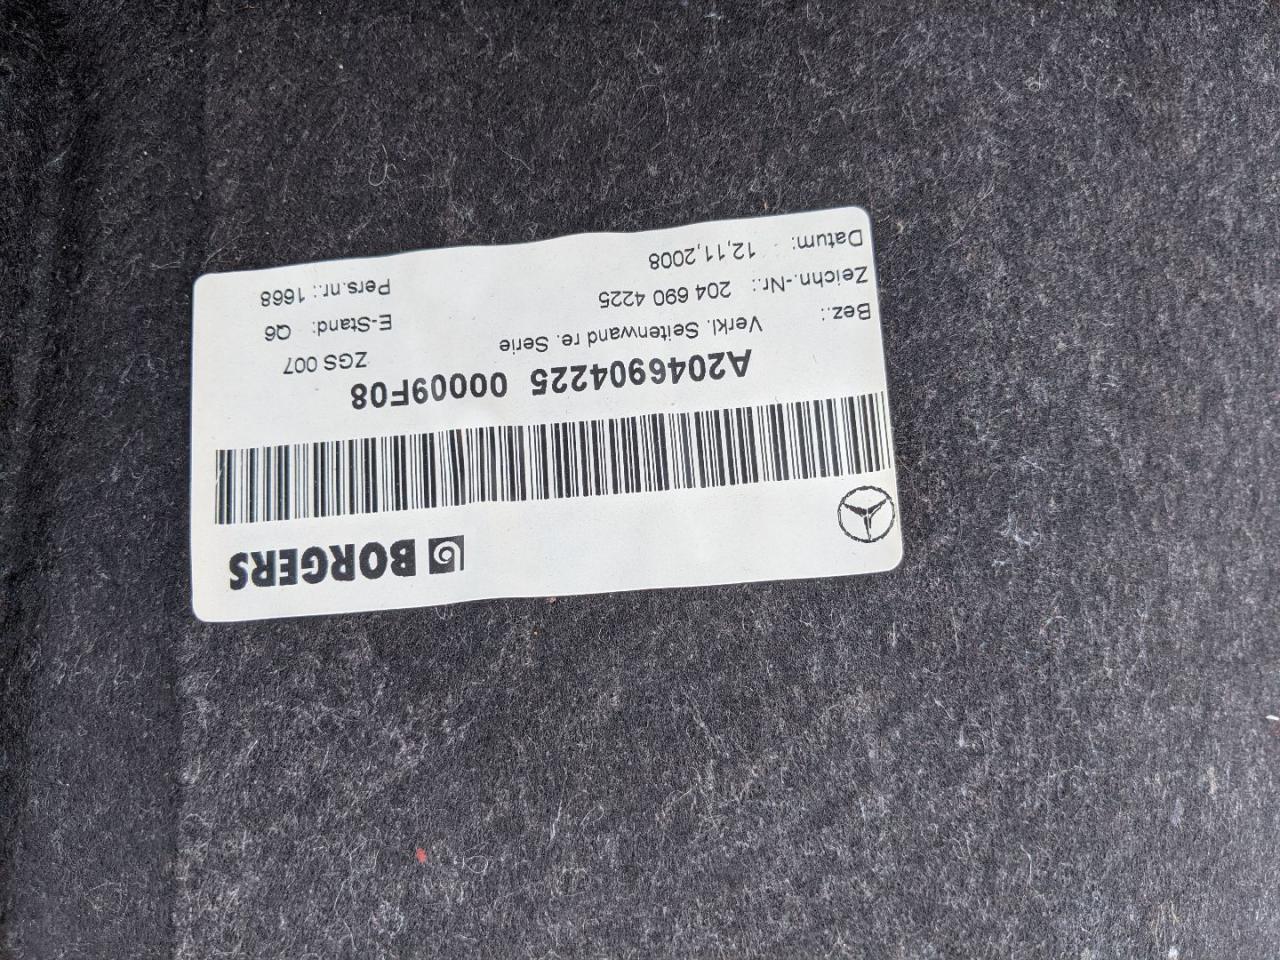 BORGERS
A2046904225 00009F08
Bez.: Verkl. Seitenwand re. Serie ZGS 007
Zeichn.-Nr.: 204 690 4225 E-Stand: Q6
Datum: 12,11,2008 Pers.nr.: 1668